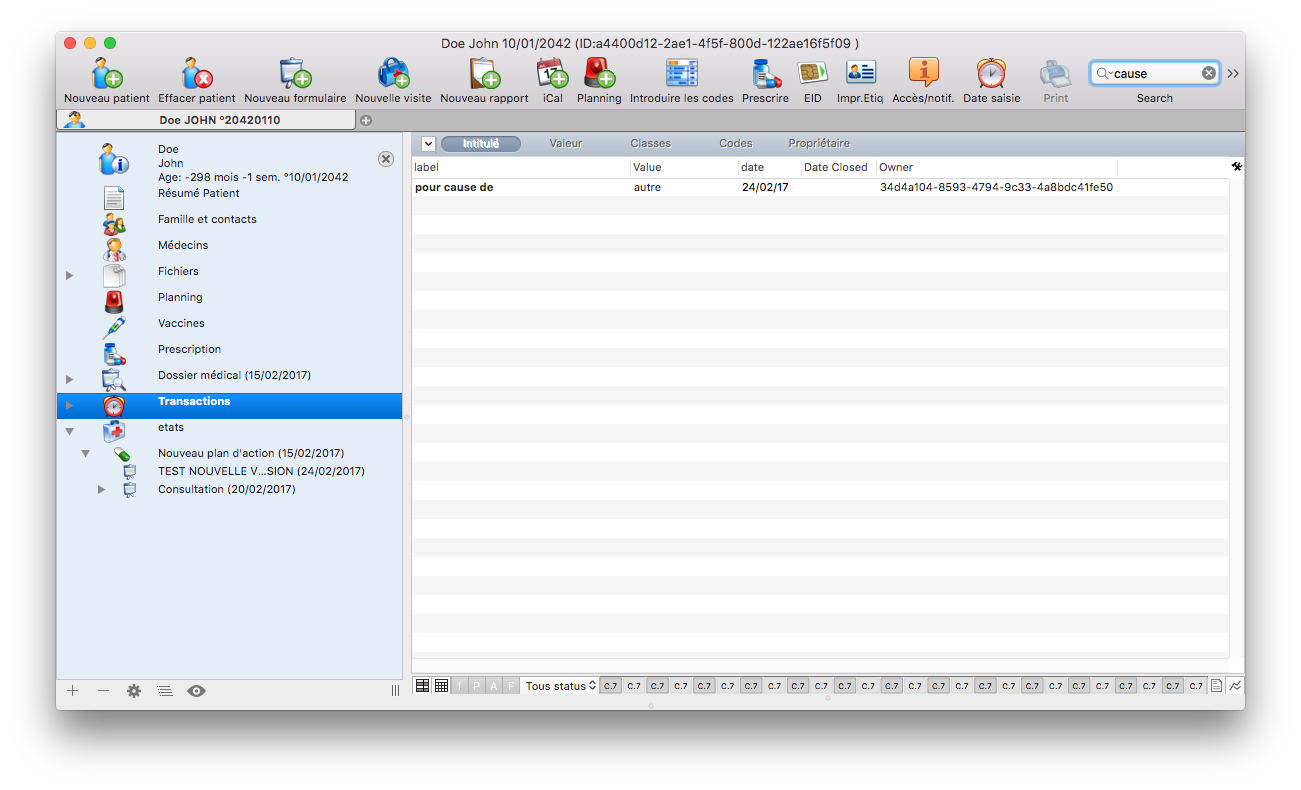 Doe John 10/01/2042 (ID:a4400d12-2ae1-4f5f-800d-122ae16f5f09 )
cause
Nouveau patient Effacer patient Nouveau formulaire Nouvelle visite Nouveau rapport iCal Planning Introduire les codes Prescrire EID Impr.Etiq Accès/notif. Date saisie Print Search
Doe JOHN °20420110
Doe
John
Age: -298 mois -1 sem. °10/01/2042
Résumé Patient
Famille et contacts
Médecins
Fichiers
Planning
Vaccines
Prescription
Dossier médical (15/02/2017)
Transactions
etats
Nouveau plan d'action (15/02/2017)
TEST NOUVELLE V...SION (24/02/2017)
Consultation (20/02/2017)
Intitulé Valeur Classes Codes Propriétaire
label Value date Date Closed Owner
pour cause de autre 24/02/17 34d4a104-8593-4794-9c33-4a8bdc41fe50
I P A F Tous status c.7 c.7 c.7 c.7 c.7 c.7 c.7 c.7 c.7 c.7 c.7 c.7 c.7 c.7 c.7 c.7 c.7 c.7 c.7 c.7 c.7 c.7 c.7 c.7 c.7 c.7